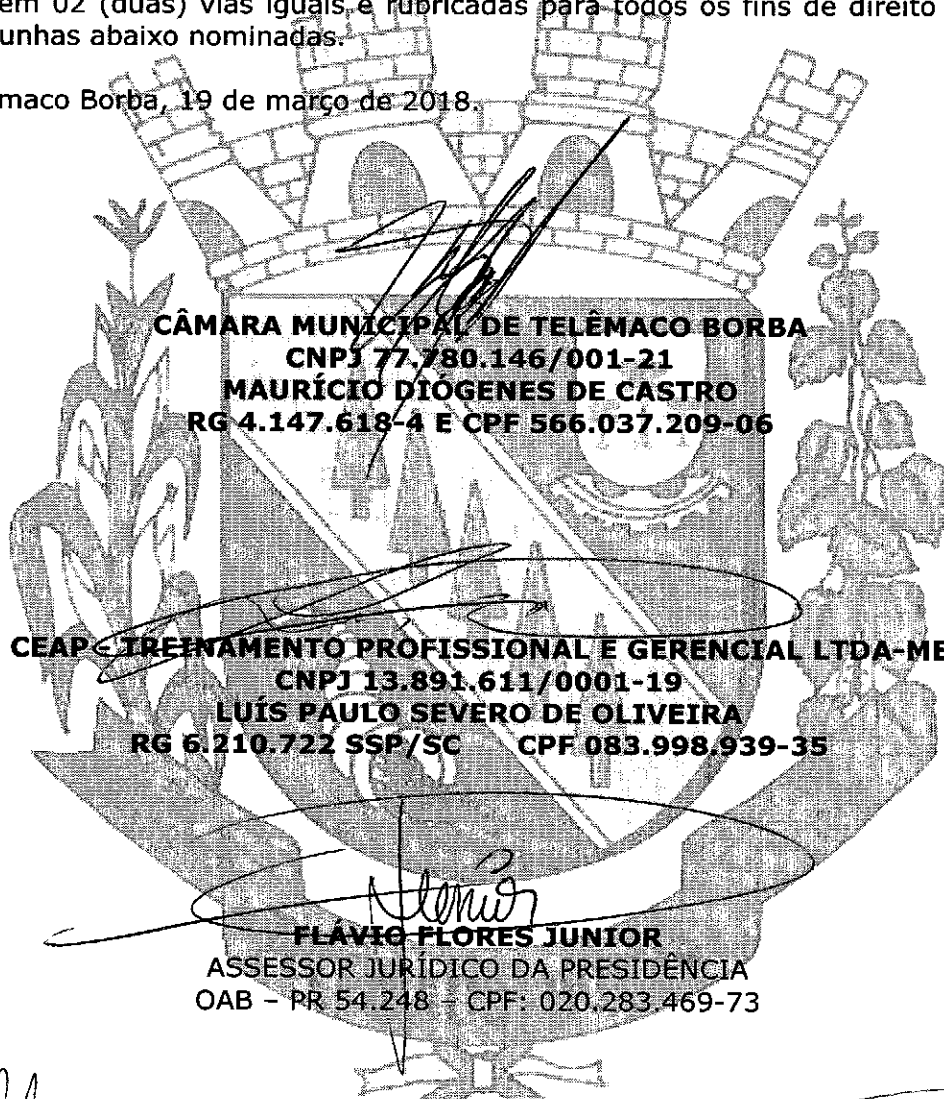 em 02 (duas) vias iguais e rubricadas para todos os fins de direito
unhas abaixo nominadas.
maco Borba, 19 de março de 2018.
CÂMARA MUNICIPAL DE TELÊMACO BORBA
CNPJ 77.780.146/001-21
MAURÍCIO DIÓGENES DE CASTRO
RG 4.147.618-4 E CPF 566.037.209-06
CEAP - TREINAMENTO PROFISSIONAL E GERENCIAL LTDA-ME
CNPJ 13.891.611/0001-19
LUÍS PAULO SEVERO DE OLIVEIRA
RG 6.210.722 SSP/SC CPF 083.998.939-35
FLÁVIO FLORES JUNIOR
ASSESSOR JURÍDICO DA PRESIDÊNCIA
OAB – PR 54.248 – CPF: 020.283.469-73